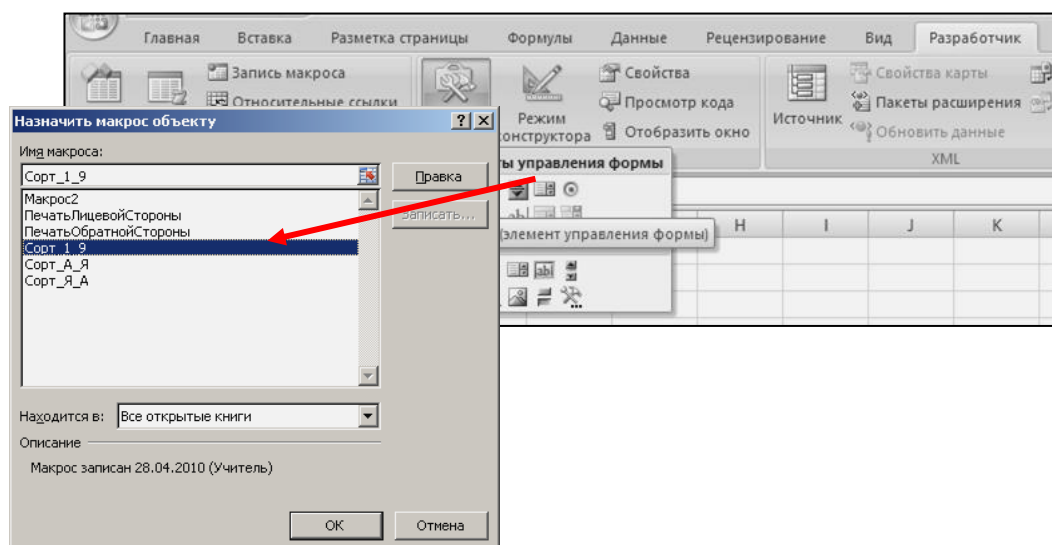 Главная Вставка Разметка страницы Формулы Данные Рецензирование Вид Разработчик
Запись макроса
Относительные ссылки
Режим
конструктора
Свойства
Просмотр кода
Отобразить окно
Источник
Свойства карты
Пакеты расширения
Обновить данные
XML
ты управления формы
(элемент управления формы)
H I J K
Назначить макрос объекту
Имя макроса:
Сорт_1_9
Правка
Записать...
Макрос2
ПечатьЛицевойСтороны
ПечатьОбратнойСтороны
Сорт_1_9
Сорт_А_Я
Сорт_Я_А
Находится в: Все открытые книги
Описание
Макрос записан 28.04.2010 (Учитель)
ОК Отмена